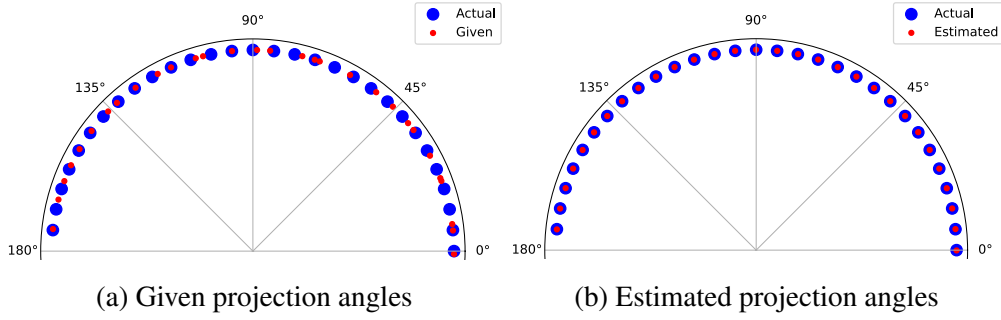 90°
Actual
Given
135°
45°
180°
0°
(a) Given projection angles
90°
Actual
Estimated
135°
45°
180°
0°
(b) Estimated projection angles